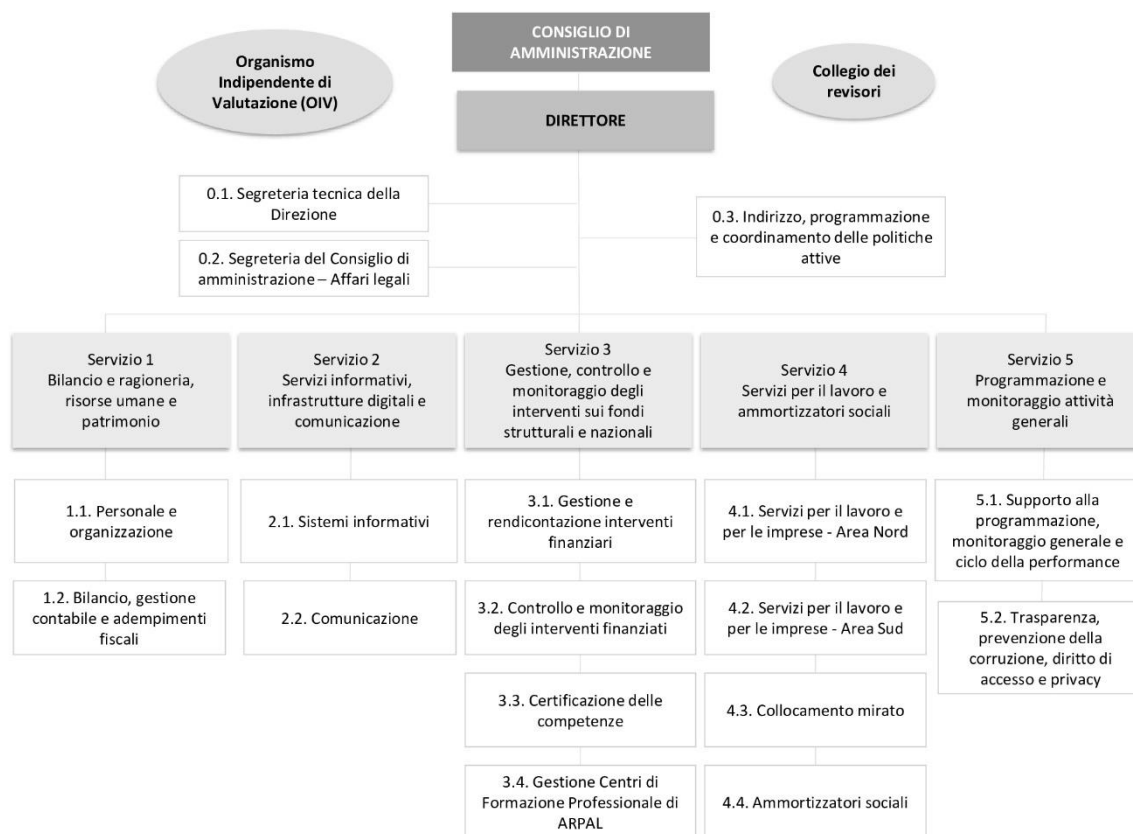 CONSIGLIO DI
AMMINISTRAZIONE
Organismo
Indipendente di
Valutazione (OIV)
Collegio dei
revisori
DIRETTORE
0.1. Segreteria tecnica della
Direzione
0.2. Segreteria del Consiglio di
amministrazione – Affari legali
0.3. Indirizzo, programmazione
e coordinamento delle politiche
attive
Servizio 1
Bilancio e ragioneria,
risorse umane e
patrimonio
Servizio 2
Servizi informativi,
infrastrutture digitali e
comunicazione
Servizio 3
Gestione, controllo e
monitoraggio degli
interventi sui fondi
strutturali e nazionali
Servizio 4
Servizi per il lavoro e
ammortizzatori sociali
Servizio 5
Programmazione e
monitoraggio attività
generali
1.1. Personale e
organizzazione
1.2. Bilancio, gestione
contabile e adempimenti
fiscali
2.1. Sistemi informativi
2.2. Comunicazione
3.1. Gestione e
rendicontazione interventi
finanziari
3.2. Controllo e monitoraggio
degli interventi finanziati
3.3. Certificazione delle
competenze
3.4. Gestione Centri di
Formazione Professionale di
ARPAL
4.1. Servizi per il lavoro e
per le imprese - Area Nord
4.2. Servizi per il lavoro e
per le imprese - Area Sud
4.3. Collocamento mirato
4.4. Ammortizzatori sociali
5.1. Supporto alla
programmazione,
monitoraggio generale e
ciclo della performance
5.2. Trasparenza,
prevenzione della
corruzione, diritto di
accesso e privacy